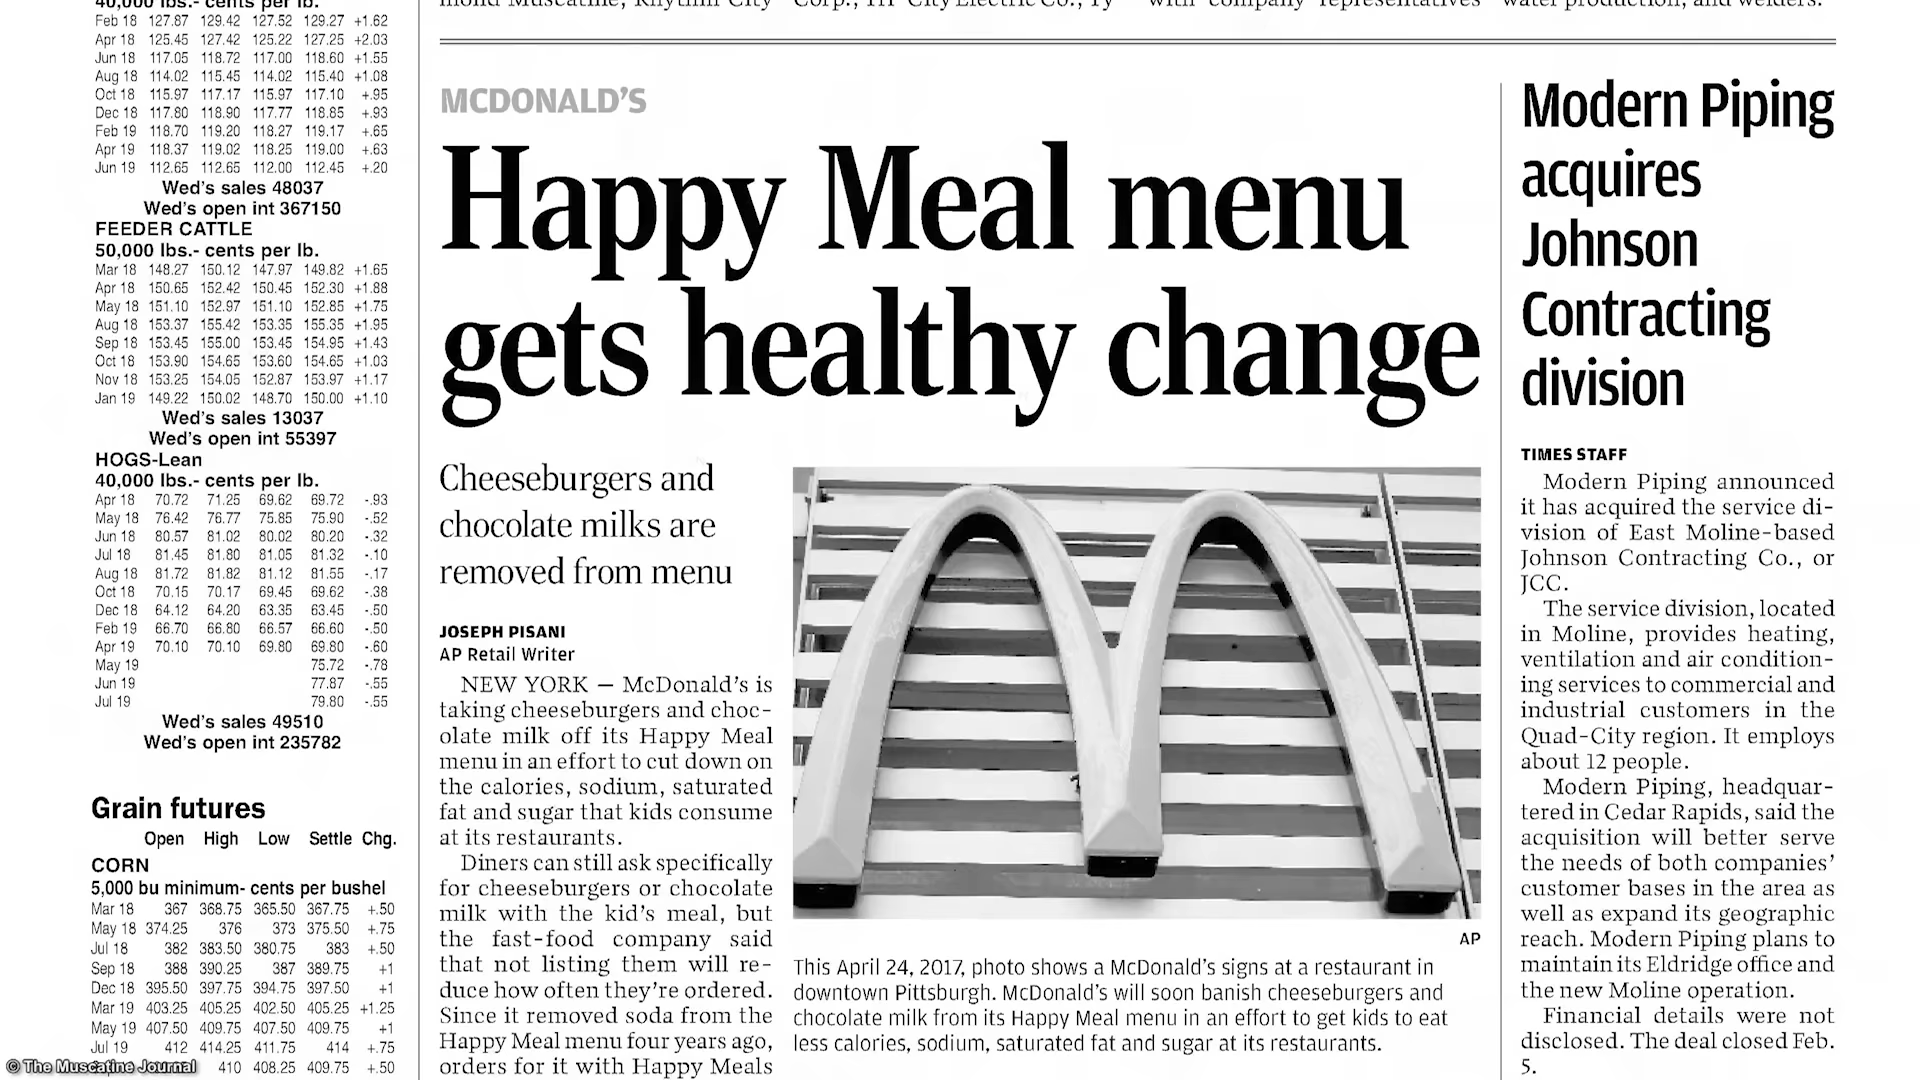 40,000 lbs.- cents per lb.
Feb 18 127.87 129.42 127.52 129.27 +1.62
Apr 18 125.45 127.42 125.22 127.25 +2.03
Jun 18 117.05 118.72 117.00 118.60 +1.55
Aug 18 114.02 115.45 114.02 115.40 +1.08
Oct 18 115.97 117.17 115.97 117.10 +.95
Dec 18 117.80 118.90 117.77 118.85 +.93
Feb 19 118.70 119.20 118.27 119.17 +.65
Apr 19 118.37 119.02 118.25 119.00 +.63
Jun 19 112.65 112.65 112.00 112.45 +.20
Wed's sales 48037
Wed's open int 367150
FEEDER CATTLE
50,000 lbs.- cents per lb.
Mar 18 148.27 150.12 147.97 149.82 +1.65
Apr 18 150.65 152.42 150.45 152.30 +1.88
May 18 151.10 152.97 151.10 152.85 +1.75
Aug 18 153.37 155.42 153.35 155.35 +1.95
Sep 18 153.45 155.00 153.45 154.95 +1.43
Oct 18 153.90 154.65 153.60 154.65 +1.03
Nov 18 153.25 154.05 152.87 153.97 +1.17
Jan 19 149.22 150.02 148.70 150.00 +1.10
Wed's sales 13037
Wed's open int 55397
HOGS-Lean
40,000 lbs.- cents per lb.
Apr 18 70.72 71.25 69.62 69.72 -.93
May 18 76.42 76.77 75.85 75.90 -.52
Jun 18 80.57 81.02 80.02 80.20 -.32
Jul 18 81.45 81.80 81.05 81.32 -.10
Aug 18 81.72 81.82 81.12 81.55 -.17
Oct 18 70.15 70.17 69.45 69.62 -.38
Dec 18 64.12 64.20 63.35 63.45 -.50
Feb 19 66.70 66.80 66.57 66.60 -.50
Apr 19 70.10 70.10 69.80 69.80 -.60
May 19 75.72 -.78
Jun 19 77.87 -.55
Jul 19 79.80 -.55
Wed's sales 49510
Wed's open int 235782
Grain futures
Open High Low Settle Chg.
CORN
5,000 bu minimum- cents per bushel
Mar 18 367 368.75 365.50 367.75 +.50
May 18 374.25 376 373 375.50 +.75
Jul 18 382 383.50 380.75 383 +.50
Sep 18 388 390.25 387 389.75 +1
Dec 18 395.50 397.75 394.75 397.50 +1
Mar 19 403.25 405.25 402.50 405.25 +1.25
May 19 407.50 409.75 407.50 409.75 +1
Jul 19 412 414.25 411.75 414 +.75
410 408.25 409.75 +.50
© The Muscatine Journal
mond Muscatine, Rhythm City
Corp., TH City Electric Co., Ty
with company representatives
water production, and welders.
MCDONALD'S
Happy Meal menu
gets healthy change
Cheeseburgers and
chocolate milks are
removed from menu
JOSEPH PISANI
AP Retail Writer
NEW YORK — McDonald's is
taking cheeseburgers and choc-
olate milk off its Happy Meal
menu in an effort to cut down on
the calories, sodium, saturated
fat and sugar that kids consume
at its restaurants.
Diners can still ask specifically
for cheeseburgers or chocolate
milk with the kid's meal, but
the fast-food company said
that not listing them will re-
duce how often they're ordered.
Since it removed soda from the
Happy Meal menu four years ago,
orders for it with Happy Meals
AP
This April 24, 2017, photo shows a McDonald's signs at a restaurant in
downtown Pittsburgh. McDonald's will soon banish cheeseburgers and
chocolate milk from its Happy Meal menu in an effort to get kids to eat
less calories, sodium, saturated fat and sugar at its restaurants.
Modern Piping
acquires
Johnson
Contracting
division
TIMES STAFF
Modern Piping announced
it has acquired the service di-
vision of East Moline-based
Johnson Contracting Co., or
JCC.
The service division, located
in Moline, provides heating,
ventilation and air condition-
ing services to commercial and
industrial customers in the
Quad-City region. It employs
about 12 people.
Modern Piping, headquar-
tered in Cedar Rapids, said the
acquisition will better serve
the needs of both companies'
customer bases in the area as
well as expand its geographic
reach. Modern Piping plans to
maintain its Eldridge office and
the new Moline operation.
Financial details were not
disclosed. The deal closed Feb.
5.